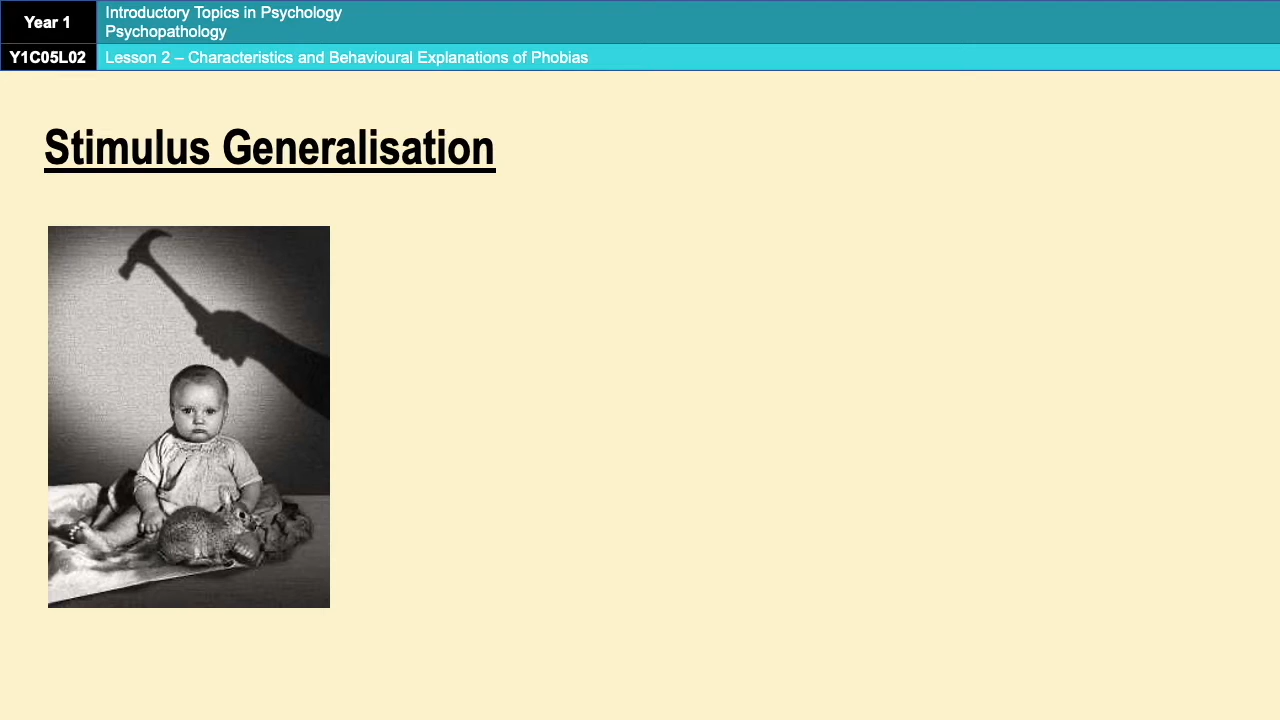 Year 1
Introductory Topics in Psychology
Psychopathology
Y1C05L02
Lesson 2 – Characteristics and Behavioural Explanations of Phobias
Stimulus Generalisation